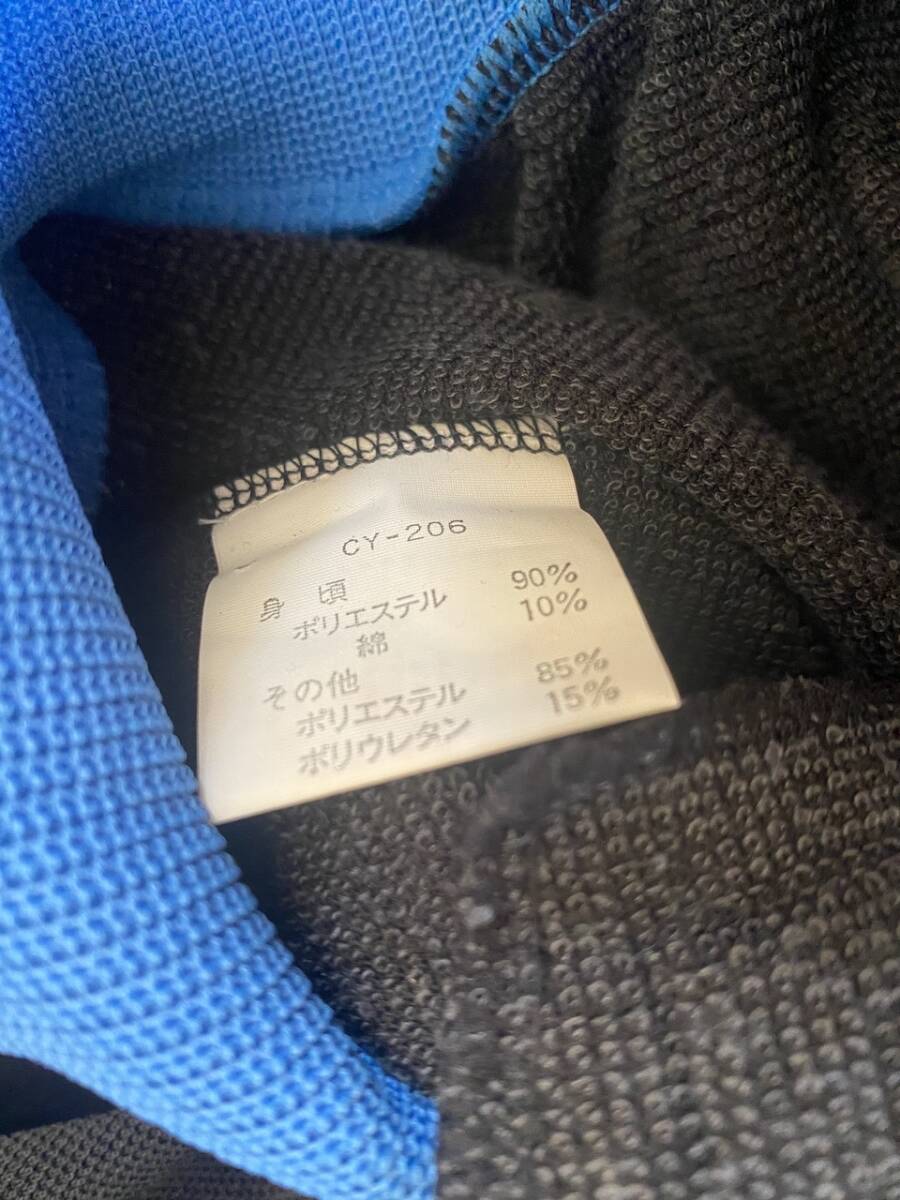 CY-206
身 頃
ポリエステル 90%
綿 10%
その他
ポリエステル 85%
ポリウレタン 15%